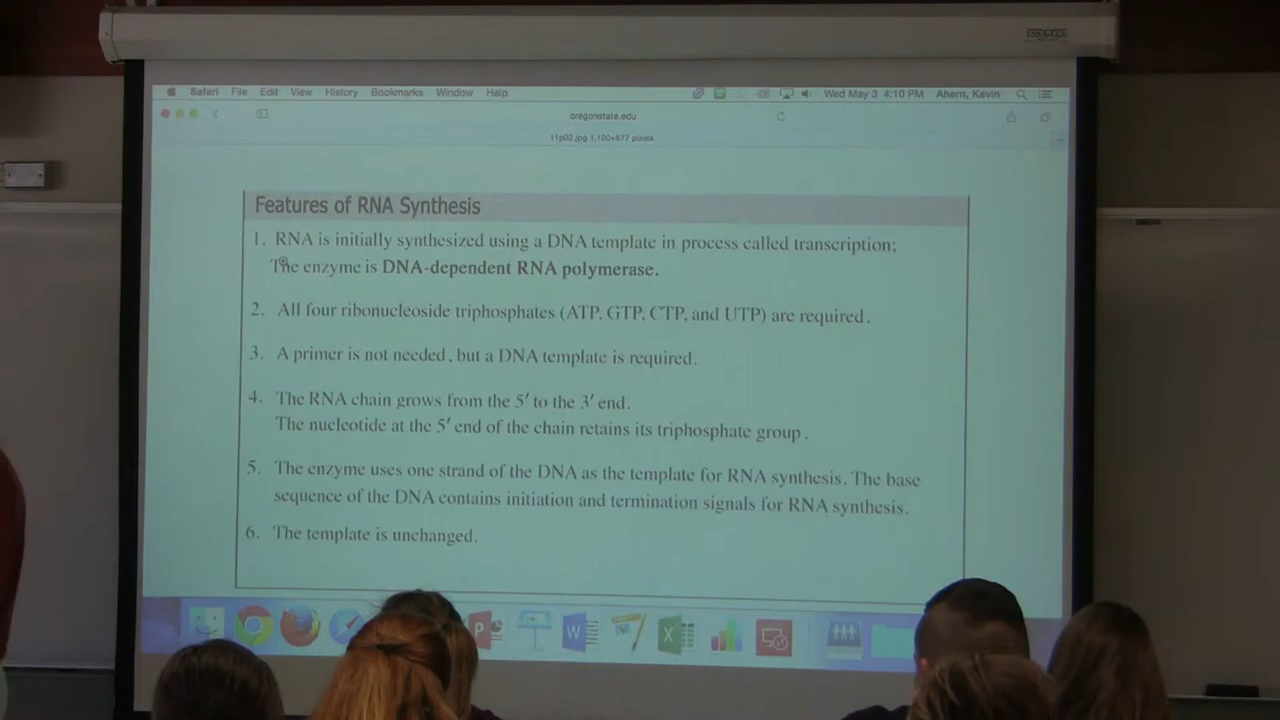 Safari File Edit View History Bookmarks Window Help Wed May 3 4:10 PM Ahern, Kevin
oregonstate.edu
11p02.jpg 1,100×677 pixels
Features of RNA Synthesis
1. RNA is initially synthesized using a DNA template in process called transcription;
The enzyme is DNA-dependent RNA polymerase.
2. All four ribonucleoside triphosphates (ATP, GTP, CTP, and UTP) are required.
3. A primer is not needed, but a DNA template is required.
4. The RNA chain grows from the 5′ to the 3′ end.
The nucleotide at the 5′ end of the chain retains its triphosphate group.
5. The enzyme uses one strand of the DNA as the template for RNA synthesis. The base
sequence of the DNA contains initiation and termination signals for RNA synthesis.
6. The template is unchanged.
P W X